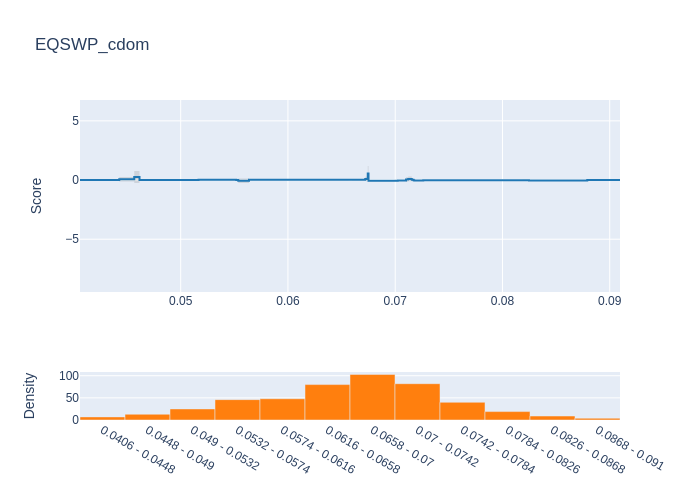 EQSWP_cdom
5
0
−5
Score
0.05
0.06
0.07
0.08
0.09
100
50
0
Density
0.0406 - 0.0448
0.0448 - 0.049
0.049 - 0.0532
0.0532 - 0.0574
0.0574 - 0.0616
0.0616 - 0.0658
0.0658 - 0.07
0.07 - 0.0742
0.0742 - 0.0784
0.0784 - 0.0826
0.0826 - 0.0868
0.0868 - 0.091